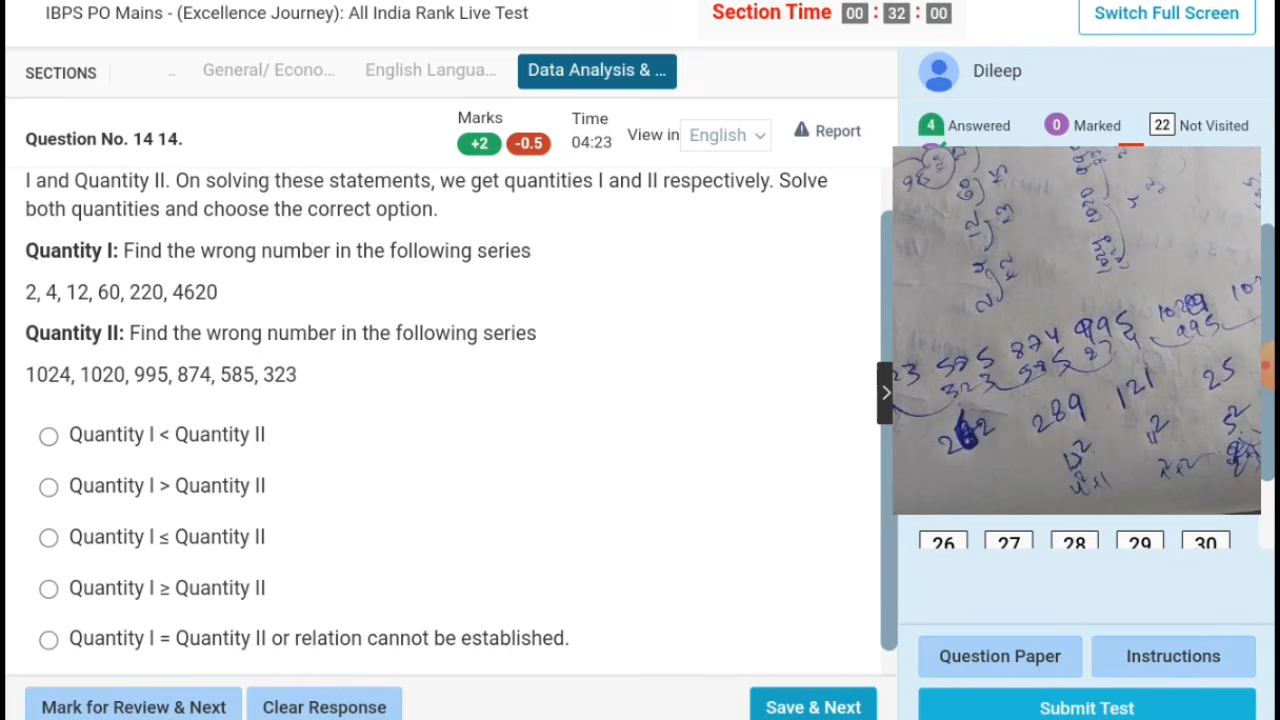 IBPS PO Mains - (Excellence Journey): All India Rank Live Test
Section Time 00 : 32 : 00
Switch Full Screen
SECTIONS
..
General/ Econo...
English Langua...
Data Analysis & ...
Dileep
Question No. 14 14.
Marks
+2 -0.5
Time
04:23
View in English
Report
4 Answered
0 Marked
22 Not Visited
I and Quantity II. On solving these statements, we get quantities I and II respectively. Solve
both quantities and choose the correct option.
Quantity I: Find the wrong number in the following series
2, 4, 12, 60, 220, 4620
Quantity II: Find the wrong number in the following series
1024, 1020, 995, 874, 585, 323
Quantity I < Quantity II
Quantity I > Quantity II
Quantity I ≤ Quantity II
Quantity I ≥ Quantity II
Quantity I = Quantity II or relation cannot be established.
874 995
323 575
289 121 25
26 27 28 29 30
Question Paper
Instructions
Mark for Review & Next
Clear Response
Save & Next
Submit Test